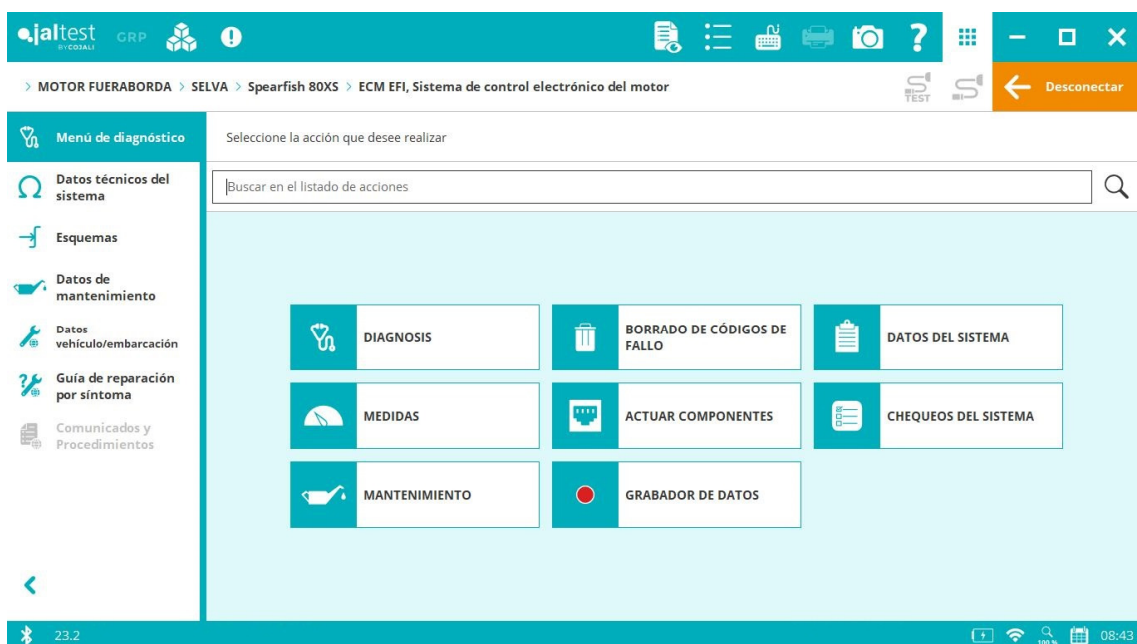 jaltest GRP
BY COJALI
> MOTOR FUERABORDA > SELVA > Spearfish 80XS > ECM EFI, Sistema de control electrónico del motor
TEST
Desconectar
Menú de diagnóstico
Seleccione la acción que desee realizar
Datos técnicos del
sistema
Buscar en el listado de acciones
Esquemas
Datos de
mantenimiento
Datos
vehículo/embarcación
Guía de reparación
por síntoma
Comunicados y
Procedimientos
DIAGNOSIS
BORRADO DE CÓDIGOS DE
FALLO
DATOS DEL SISTEMA
MEDIDAS
ACTUAR COMPONENTES
CHEQUEOS DEL SISTEMA
MANTENIMIENTO
GRABADOR DE DATOS
23.2
100 %
08:43